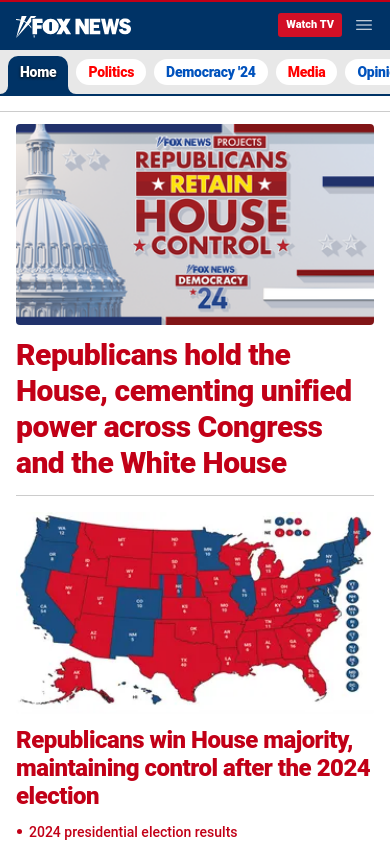 FOX NEWS
Watch TV
Home Politics Democracy '24 Media Opini
FOX NEWS PROJECTS
REPUBLICANS
RETAIN
HOUSE
CONTROL
FOX NEWS
DEMOCRACY
'24
Republicans hold the
House, cementing unified
power across Congress
and the White House
Republicans win House majority,
maintaining control after the 2024
election
• 2024 presidential election results